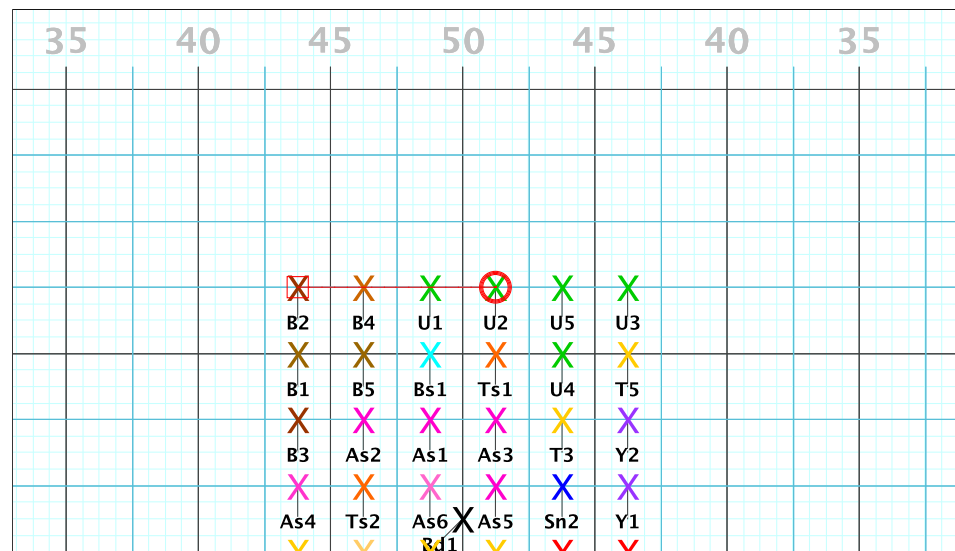 35 40 45 50 45 40 35
B2 B4 U1 U2 U5 U3
B1 B5 Bs1 Ts1 U4 T5
B3 As2 As1 As3 T3 Y2
As4 Ts2 As6 As5 Sn2 Y1
Bd1